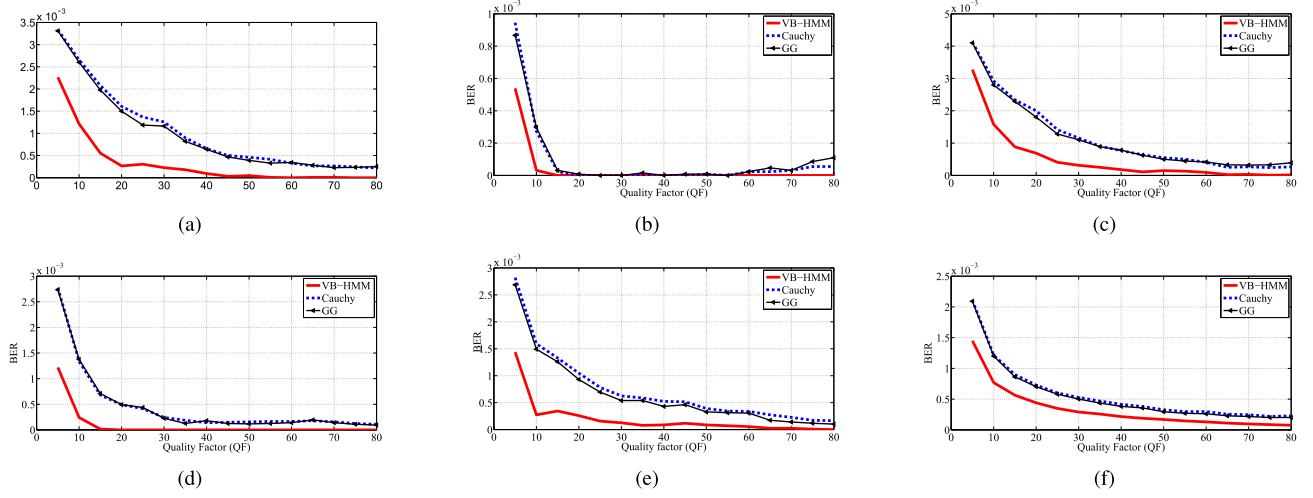 x 10⁻³
3.5
3
2.5
2
1.5
1
0.5
0
0 10 20 30 40 50 60 70 80
(a)
x 10⁻³
1
0.8
0.6
0.4
0.2
0
BER
VB−HMM
Cauchy
GG
0 10 20 30 40 50 60 70 80
Quality Factor (QF)
(b)
x 10⁻³
5
4
3
2
1
0
BER
VB−HMM
Cauchy
GG
0 10 20 30 40 50 60 70 80
Quality Factor (QF)
(c)
x 10⁻³
3
2.5
2
1.5
1
0.5
0
BER
VB−HMM
Cauchy
GG
0 10 20 30 40 50 60 70 80
Quality Factor (QF)
(d)
x 10⁻³
3
2.5
2
1.5
1
0.5
0
BER
VB−HMM
Cauchy
GG
0 10 20 30 40 50 60 70 80
Quality factor (QF)
(e)
x 10⁻³
2.5
2
1.5
1
0.5
0
BER
VB−HMM
Cauchy
GG
0 10 20 30 40 50 60 70 80
Quality Factor (QF)
(f)